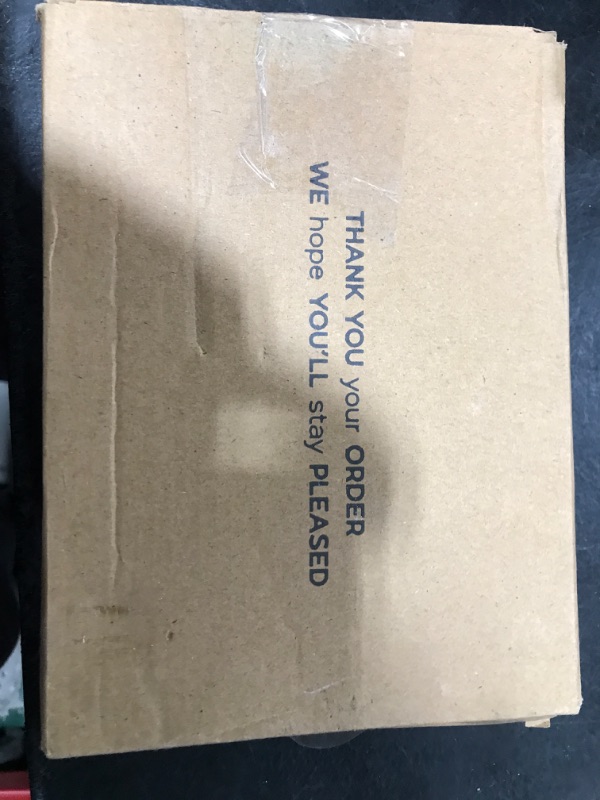 THANK YOU your ORDER
WE hope YOU'LL stay PLEASED